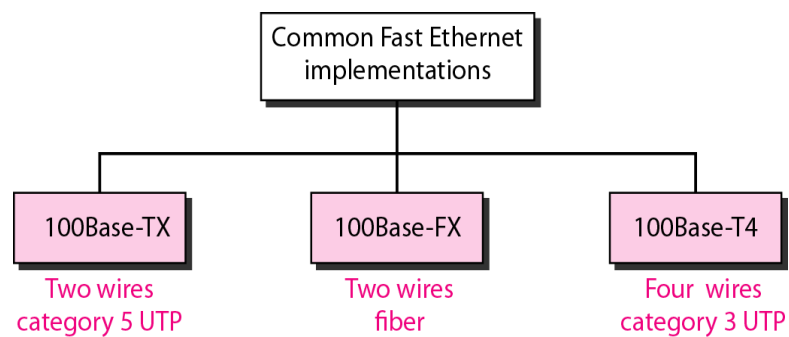 Common Fast Ethernet
implementations
100Base-TX
100Base-FX
100Base-T4
Two wires
category 5 UTP
Two wires
fiber
Four wires
category 3 UTP